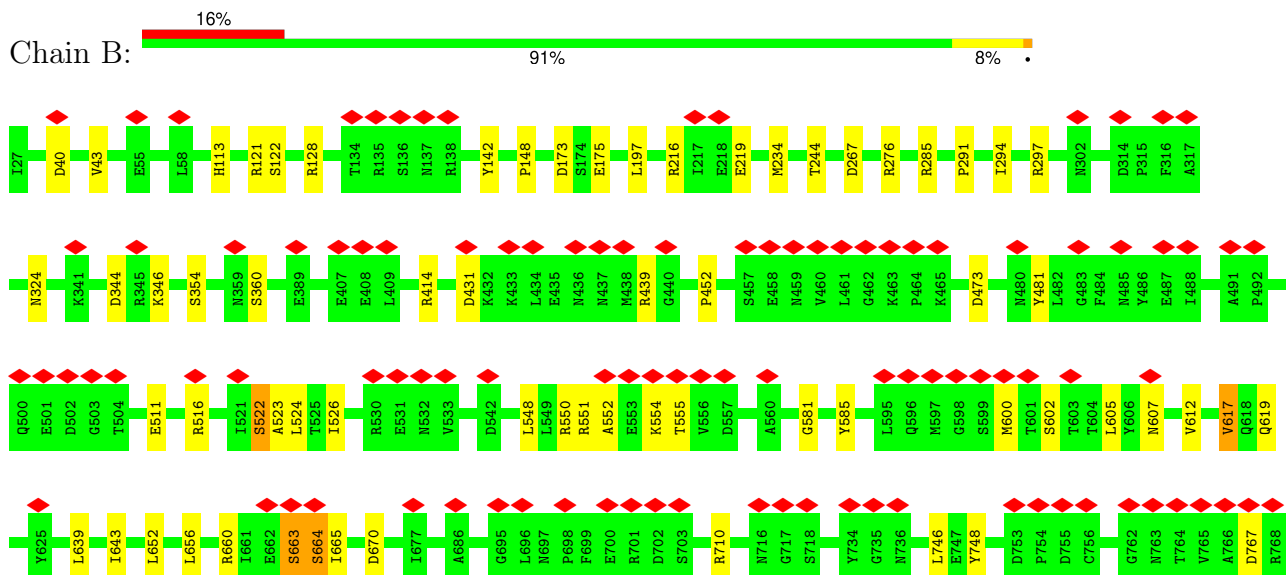 16%
Chain B:
91% 8% •
I27 D40 V43 E55 L58 H113 R121 S122 R128 T134 R135 S136 N137 R138 Y142 P148 D173 S174 E175 L197 R216 I217 E218 E219 M234 T244 D267 R276 R285 P291 I294 R297 N302 D314 P315 F316 A317
N324 K341 D344 R345 K346 S354 N359 S360 E389 E407 E408 L409 R414 D431 K432 K433 L434 E435 N436 N437 M438 R439 G440 P452 S457 E458 N459 V460 L461 G462 K463 P464 K465 D473 N480 Y481 L482 G483 F484 N485 Y486 E487 I488 A491 P492
Q500 E501 D502 G503 T504 E511 R516 I521 S522 A523 L524 T525 I526 R530 E531 N532 V533 D542 L548 L549 R550 R551 A552 E553 K554 T555 V556 D557 A560 G581 Y585 L595 Q596 M597 G598 S599 M600 T601 S602 T603 T604 L605 Y606 N607 V612 V617 Q618 Q619
Y625 L639 I643 L652 L656 R660 I661 E662 S663 S664 I665 D670 I677 A686 G695 L696 N697 P698 F699 E700 R701 D702 S703 R710 N716 G717 S718 Y734 G735 N736 L746 E747 Y748 D753 P754 D755 C756 G762 N763 T764 V765 A766 D767 R768